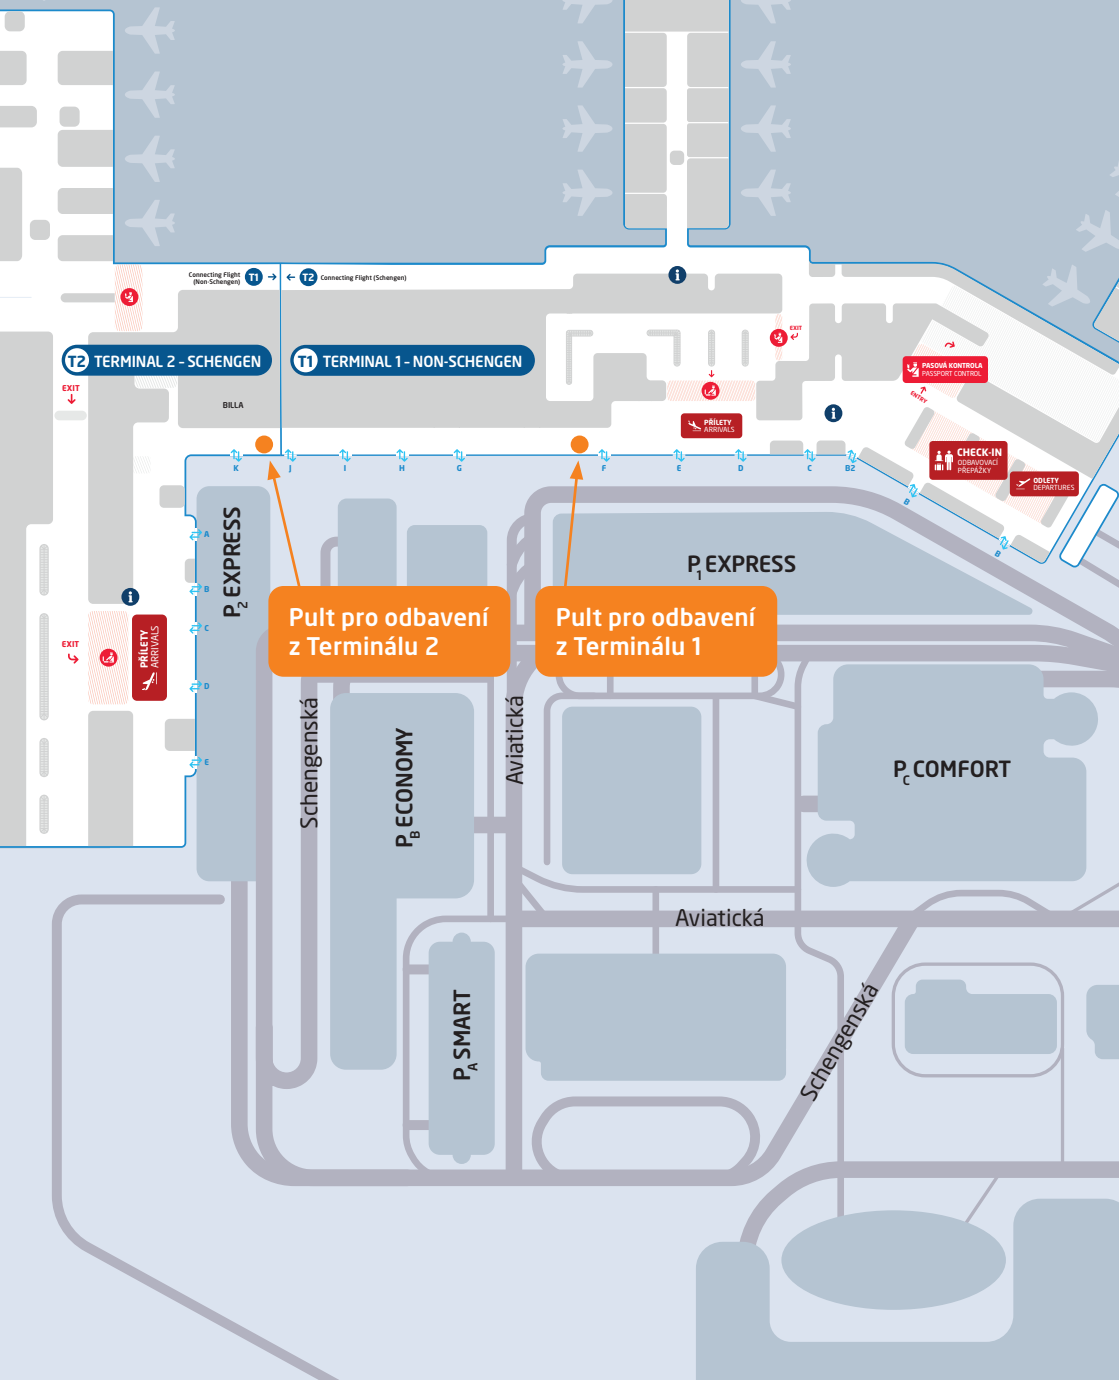 Connecting Flight
(Non-Schengen)
T1
T2
Connecting Flight (Schengen)
i
EXIT
T2 TERMINAL 2 - SCHENGEN
T1 TERMINAL 1 - NON-SCHENGEN
PASOVÁ KONTROLA
PASSPORT CONTROL
EXIT
ENTRY
BILLA
i
PŘÍLETY
ARRIVALS
CHECK-IN
ODBAVOVACÍ
PŘEPÁŽKY
ODLETY
DEPARTURES
K
J
I
H
G
F
E
D
C
B2
B
B
A
B
C
D
E
P2 EXPRESS
P1 EXPRESS
i
EXIT
PŘÍLETY
ARRIVALS
Pult pro odbavení
z Terminálu 2
Pult pro odbavení
z Terminálu 1
Schengenská
Aviatická
PB ECONOMY
PC COMFORT
Aviatická
PA SMART
Schengenská